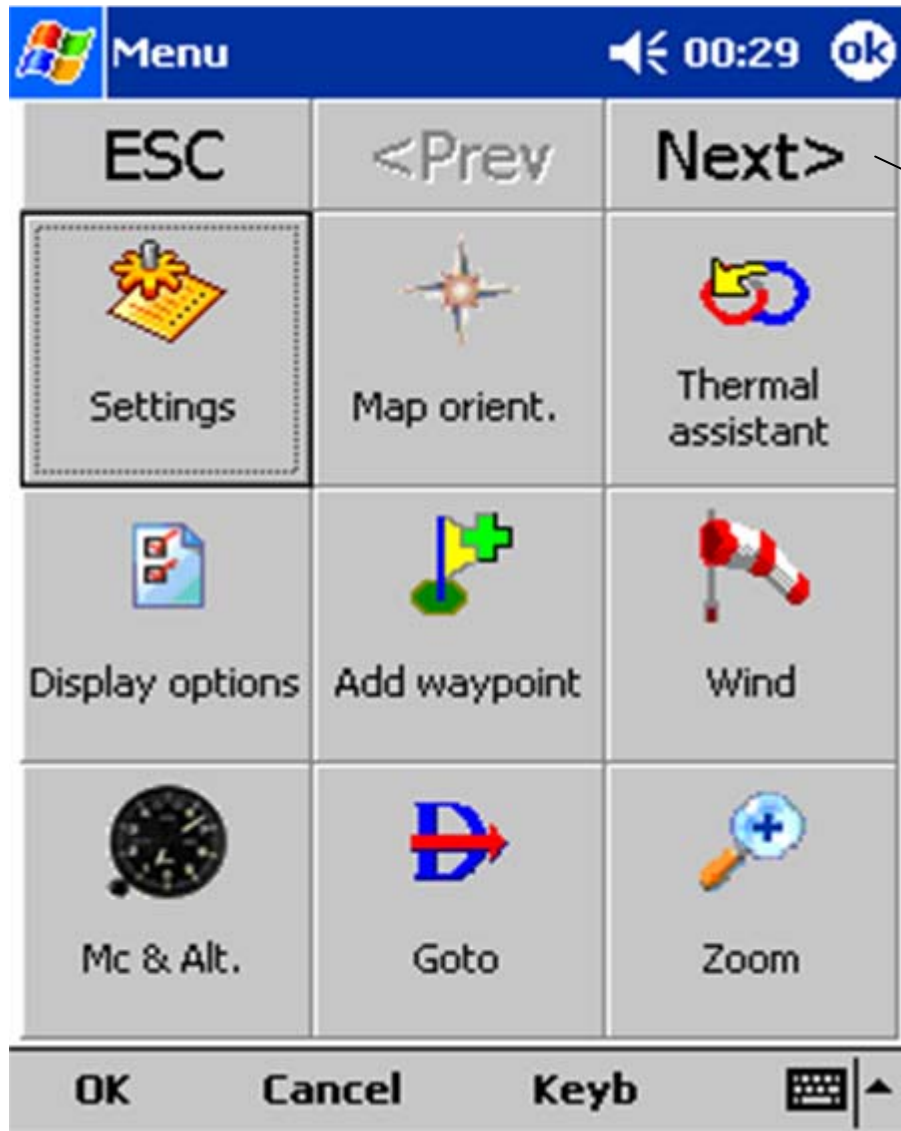 Menu 00:29 ok
ESC <Prev Next>
Settings Map orient. Thermal
assistant
Display options Add waypoint Wind
Mc & Alt. Goto Zoom
OK Cancel Keyb